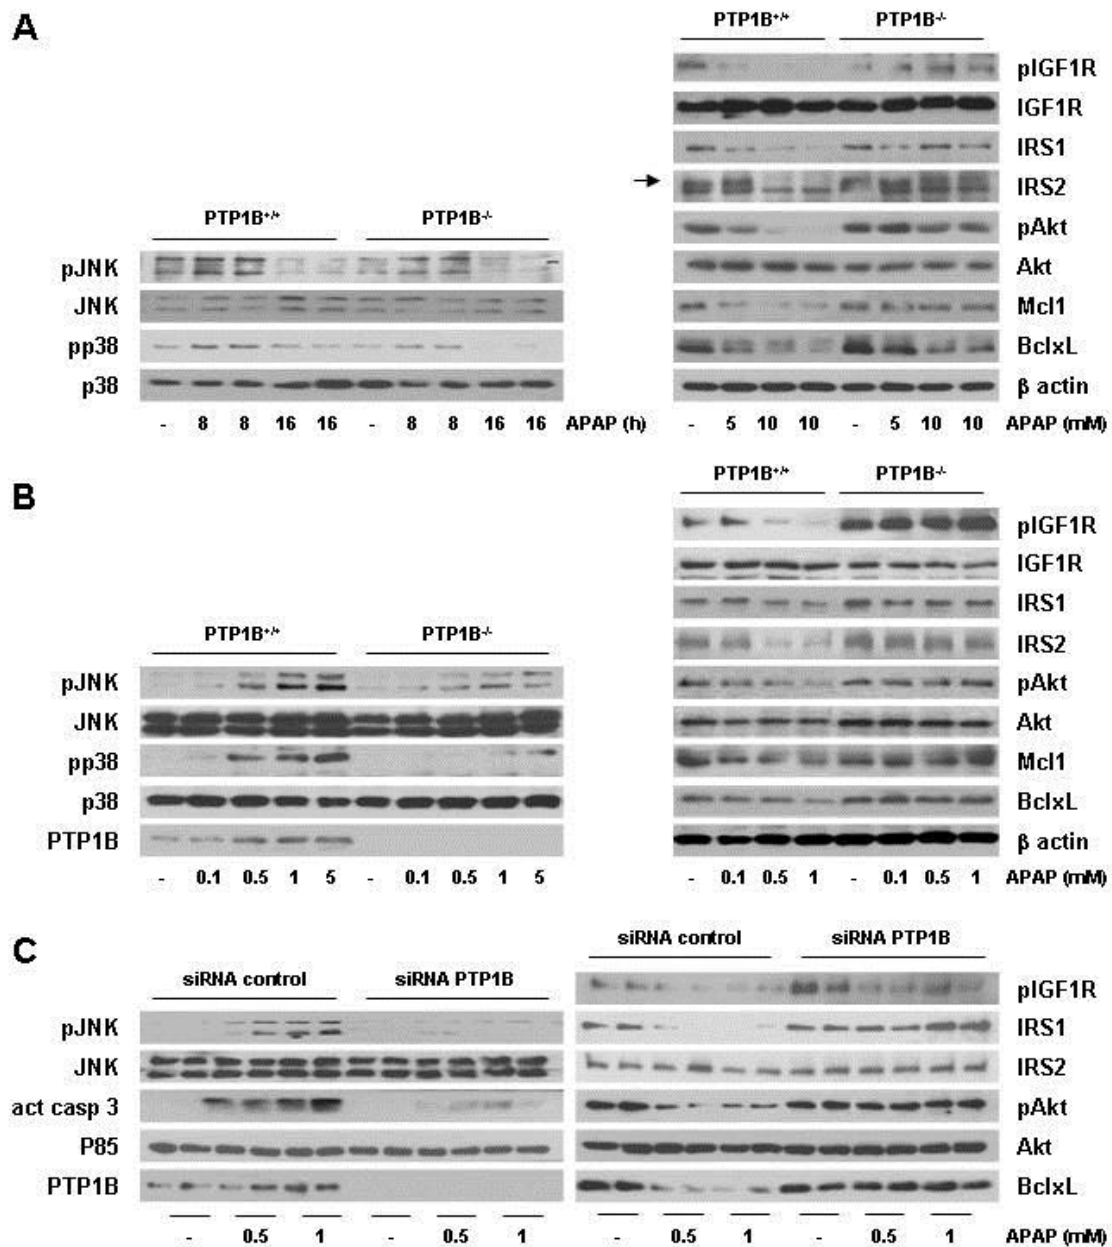 A
PTP1B+/+ PTP1B-/-
pIGF1R
IGF1R
IRS1
IRS2
pAkt
Akt
Mcl1
BclxL
β actin
- 5 10 10 - 5 10 10 APAP (mM)
PTP1B+/+ PTP1B-/-
pJNK
JNK
pp38
p38
- 8 8 16 16 - 8 8 16 16 APAP (h)
B
PTP1B+/+ PTP1B-/-
pIGF1R
IGF1R
IRS1
IRS2
pAkt
Akt
Mcl1
BclxL
β actin
- 0.1 0.5 1 - 0.1 0.5 1 APAP (mM)
PTP1B+/+ PTP1B-/-
pJNK
JNK
pp38
p38
PTP1B
- 0.1 0.5 1 5 - 0.1 0.5 1 5
C
siRNA control siRNA PTP1B
pIGF1R
IRS1
IRS2
pAkt
Akt
BclxL
- 0.5 1 - 0.5 1 APAP (mM)
siRNA control siRNA PTP1B
pJNK
JNK
act casp 3
P85
PTP1B
- 0.5 1 - 0.5 1